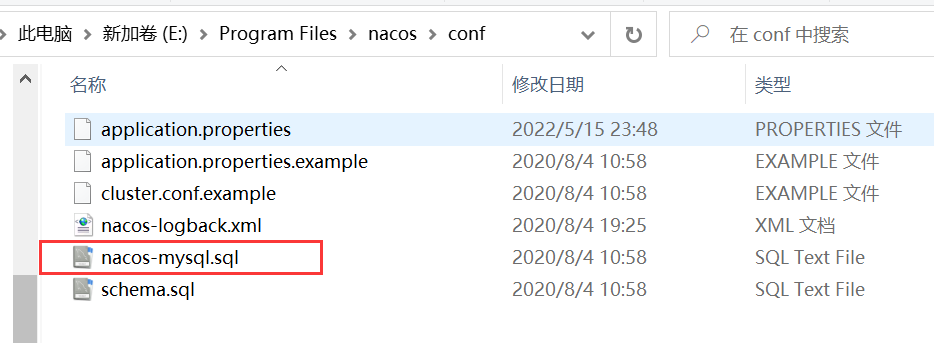 此电脑 > 新加卷 (E:) > Program Files > nacos > conf
在 conf 中搜索
名称 修改日期 类型
application.properties 2022/5/15 23:48 PROPERTIES 文件
application.properties.example 2020/8/4 10:58 EXAMPLE 文件
cluster.conf.example 2020/8/4 10:58 EXAMPLE 文件
nacos-logback.xml 2020/8/4 19:25 XML 文档
nacos-mysql.sql 2020/8/4 10:58 SQL Text File
schema.sql 2020/8/4 10:58 SQL Text File